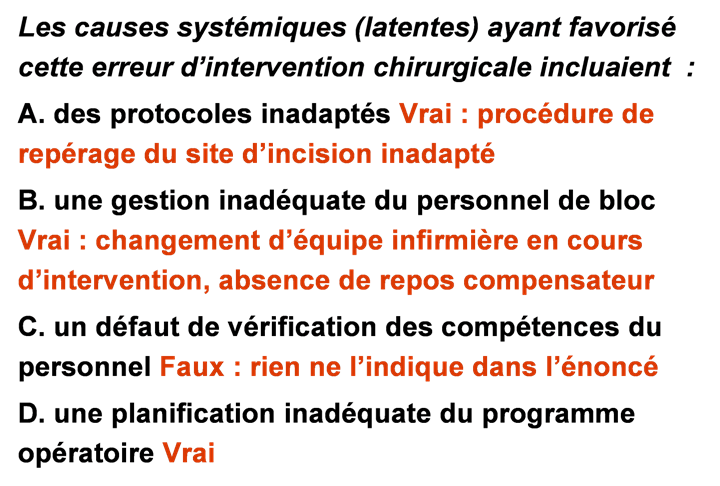 Les causes systémiques (latentes) ayant favorisé
cette erreur d’intervention chirurgicale incluaient  :
A. des protocoles inadaptés Vrai : procédure de
repérage du site d’incision inadapté
B. une gestion inadéquate du personnel de bloc
Vrai : changement d’équipe infirmière en cours
d’intervention, absence de repos compensateur
C. un défaut de vérification des compétences du
personnel Faux : rien ne l’indique dans l’énoncé
D. une planification inadéquate du programme
opératoire Vrai